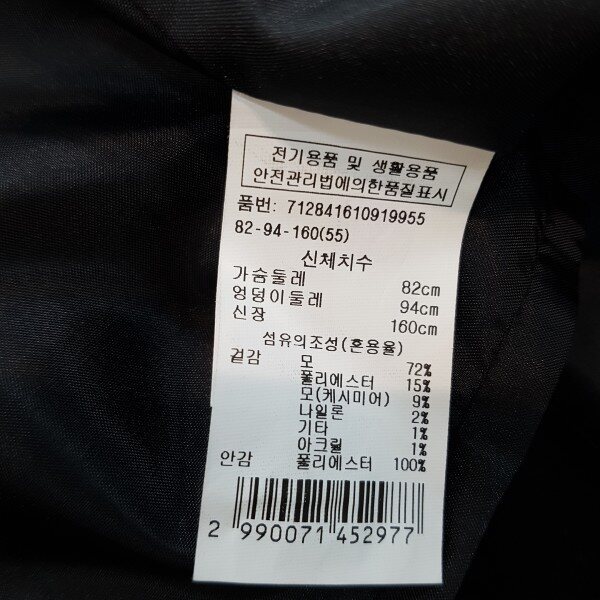 전기용품 및 생활용품
안전관리법에의한품질표시
품번: 712841610919955
82-94-160(55)
신체치수
가슴둘레 82cm
엉덩이둘레 94cm
신장 160cm
섬유의조성(혼용율)
겉감 모 72%
폴리에스터 15%
모(케시미어) 9%
나일론 2%
기타 1%
아크릴 1%
안감 폴리에스터 100%
2 990071 452977